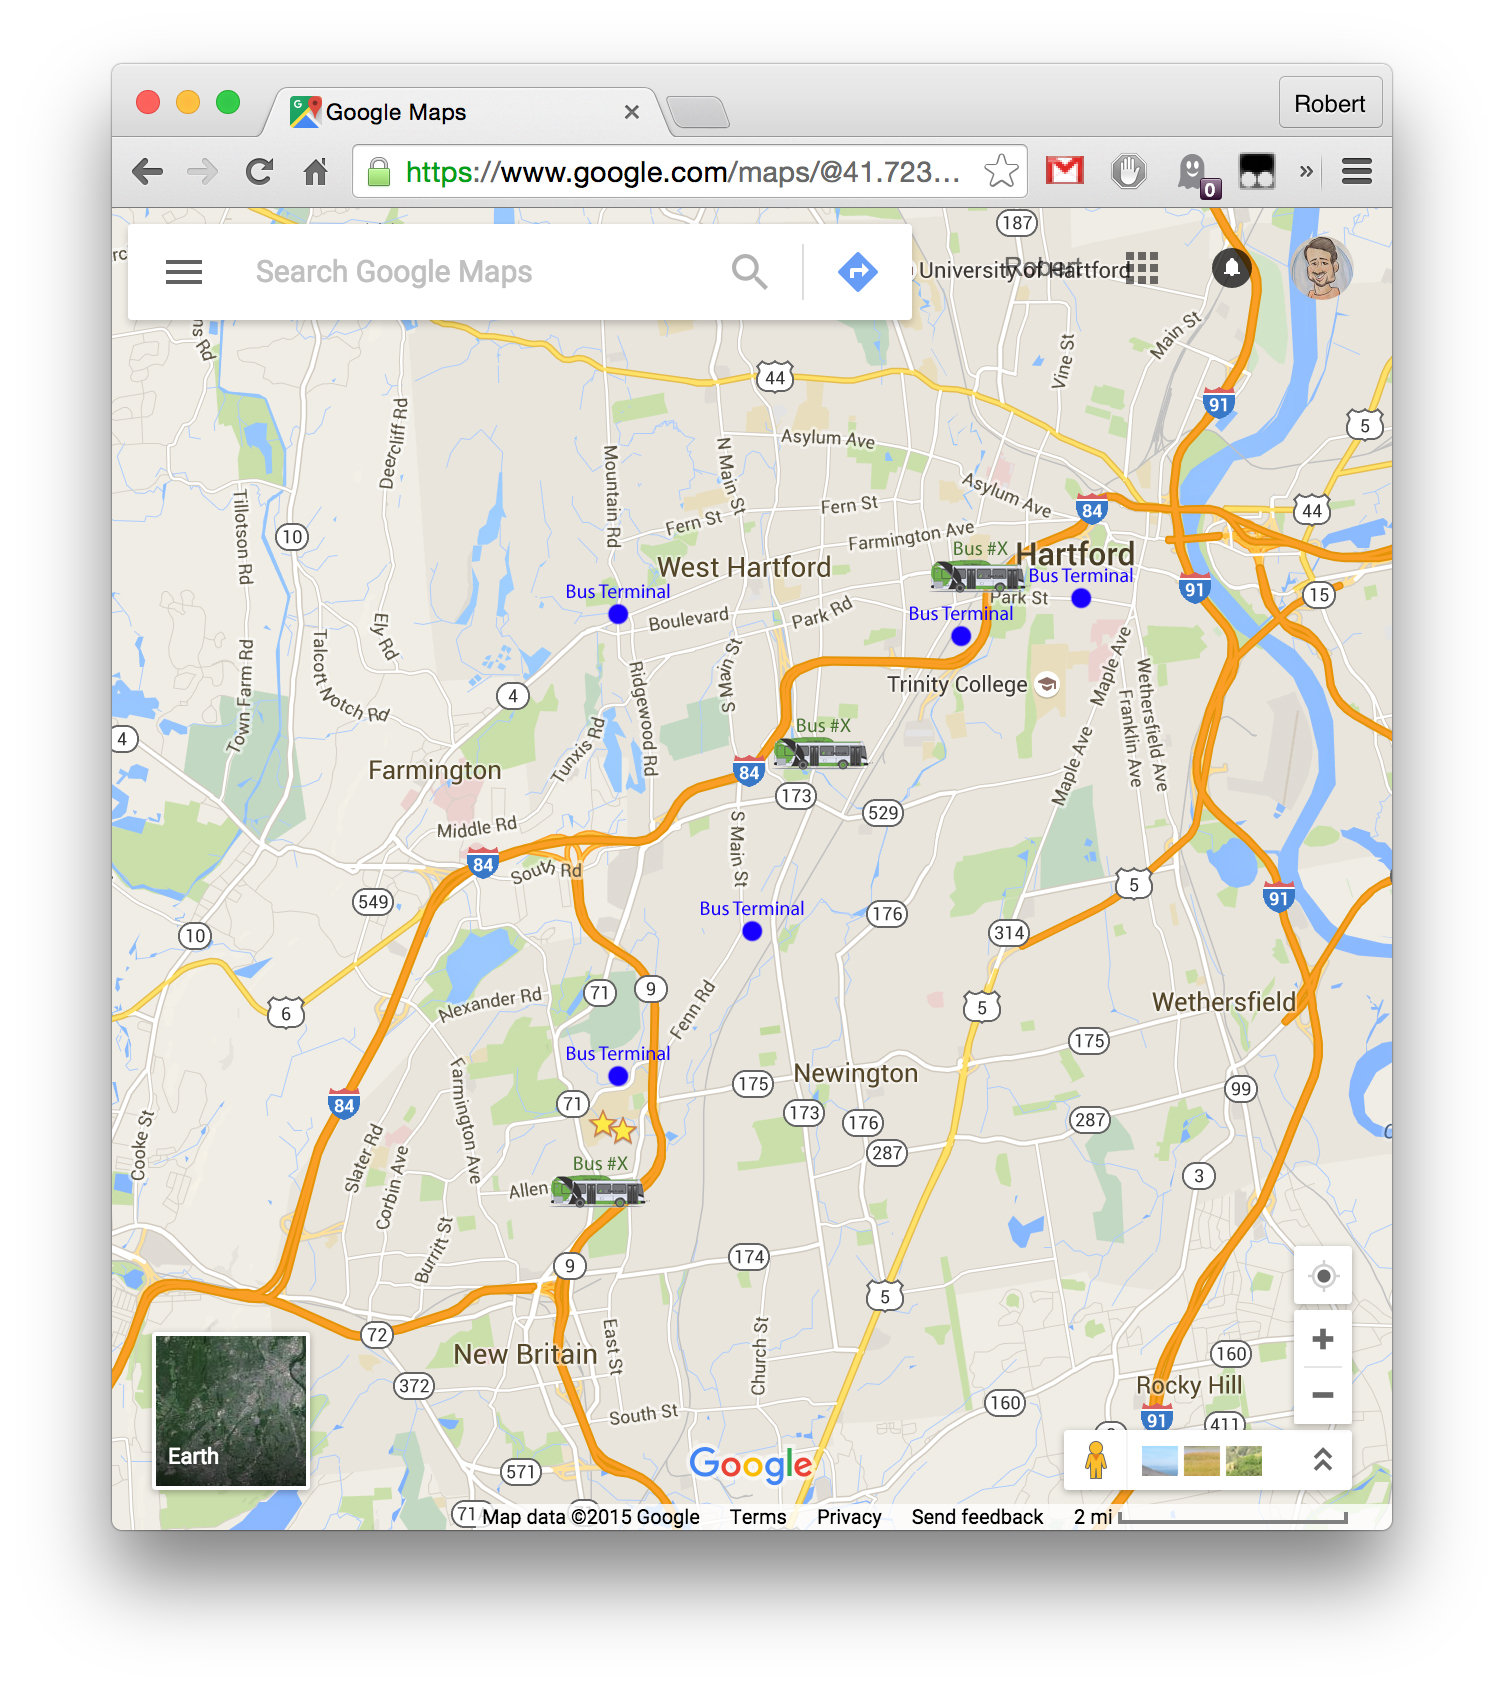 Google Maps
Robert
https://www.google.com/maps/@41.723...
0
Search Google Maps
187
University of Hartford
Robert
Main St
Vine St
44
91
5
Asylum Ave
Deercliff Rd
Mountain Rd
N Main St
Asylum Ave
Tillotson Rd
10
Fern St
Fern St
84
44
Farmington Ave
Bus #X
Hartford
West Hartford
Bus Terminal
Bus Terminal
91
15
Park St
Bus Terminal
Boulevard
Park Rd
Ely Rd
Talcott Notch Rd
Town Farm Rd
Trinity College
Maple Ave
Wethersfield Ave
Franklin Ave
S Main St
Ridgewood Rd
4
4
Tunxis Rd
Bus #X
Farmington
84
173
529
Maple Ave
Middle Rd
84
South Rd
S Main St
5
91
549
Bus Terminal
176
314
10
71
9
Fenn Rd
Alexander Rd
6
5
Wethersfield
175
Bus Terminal
Newington
175
Farmington Ave
84
71
173
176
99
287
287
Cooke St
Slater Rd
Corbin Ave
Bus #X
Allen
3
Burritt St
174
9
5
72
New Britain
East St
Church St
160
Rocky Hill
372
South St
160
91
411
Earth
Google
571
71
Map data ©2015 Google
Terms
Privacy
Send feedback
2 mi